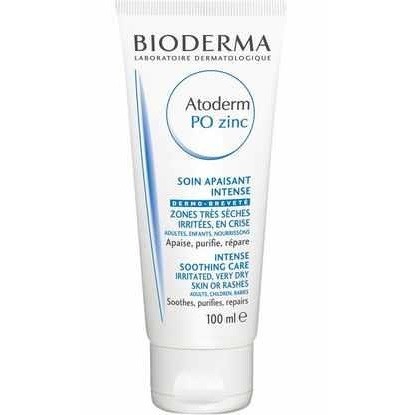 BIODERMA
LABORATOIRE DERMATOLOGIQUE
Atoderm
PO zinc
SOIN APAISANT
INTENSE
DERMO-BREVETÉ
ZONES TRÈS SÈCHES
IRRITÉES, EN CRISE
ADULTES, ENFANTS, NOURRISSONS
Apaise, purifie, répare
INTENSE
SOOTHING CARE
IRRITATED, VERY DRY
SKIN OR RASHES
ADULTS, CHILDREN, BABIES
Soothes, purifies, repairs
100 ml e